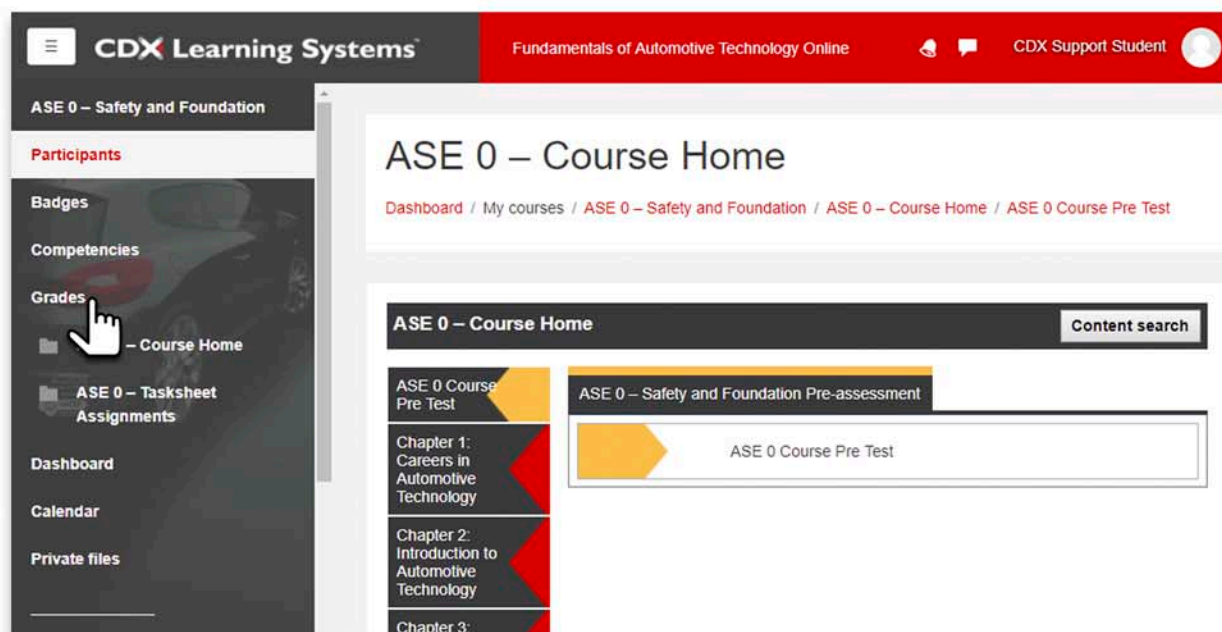 CDX Learning Systems™
Fundamentals of Automotive Technology Online
CDX Support Student
ASE 0 – Safety and Foundation
Participants
Badges
Competencies
Grades
– Course Home
ASE 0 – Tasksheet
Assignments
Dashboard
Calendar
Private files
ASE 0 – Course Home
Dashboard / My courses / ASE 0 – Safety and Foundation / ASE 0 – Course Home / ASE 0 Course Pre Test
ASE 0 – Course Home
Content search
ASE 0 Course
Pre Test
Chapter 1:
Careers in
Automotive
Technology
Chapter 2:
Introduction to
Automotive
Technology
Chapter 3:
ASE 0 – Safety and Foundation Pre-assessment
ASE 0 Course Pre Test